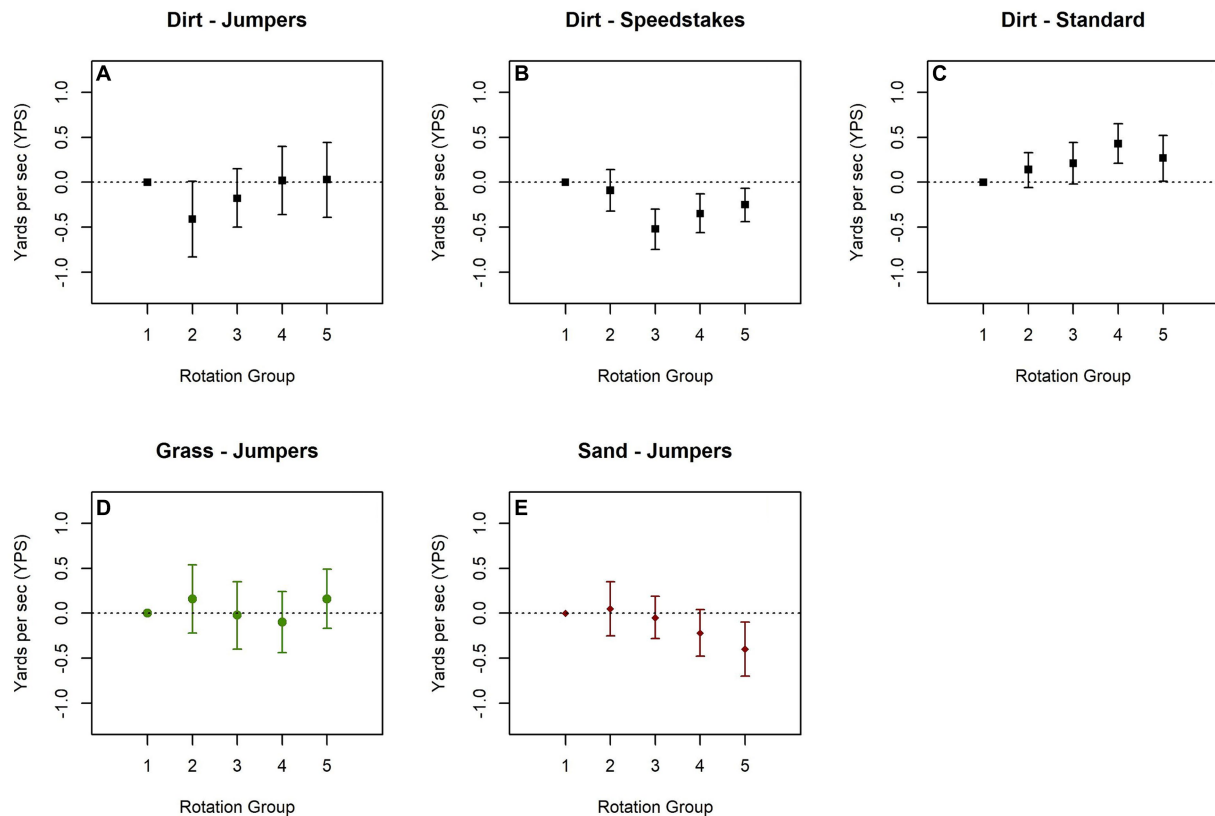 Dirt - Jumpers
A
Yards per sec (YPS)
1.0
0.5
0.0
-0.5
-1.0
1 2 3 4 5
Rotation Group
Dirt - Speedstakes
B
Yards per sec (YPS)
1.0
0.5
0.0
-0.5
-1.0
1 2 3 4 5
Rotation Group
Dirt - Standard
C
Yards per sec (YPS)
1.0
0.5
0.0
-0.5
-1.0
1 2 3 4 5
Rotation Group
Grass - Jumpers
D
Yards per sec (YPS)
1.0
0.5
0.0
-0.5
-1.0
1 2 3 4 5
Rotation Group
Sand - Jumpers
E
Yards per sec (YPS)
1.0
0.5
0.0
-0.5
-1.0
1 2 3 4 5
Rotation Group